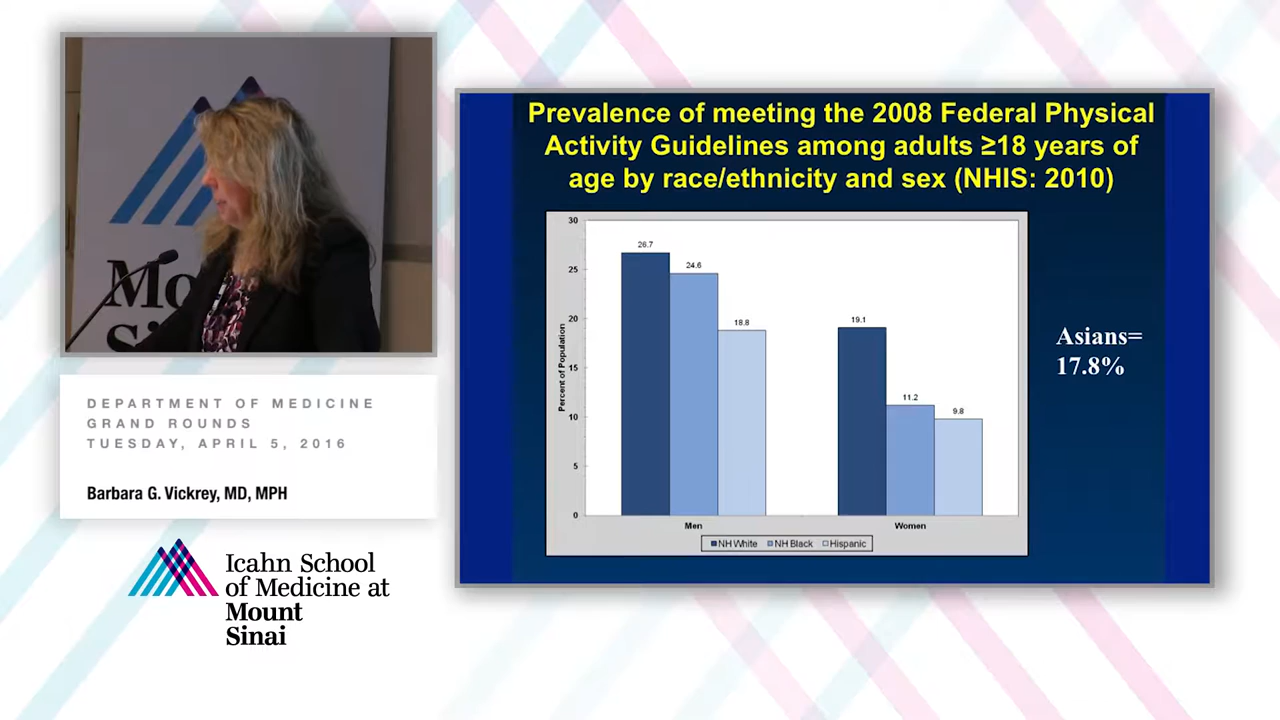 Mo
Sin
DEPARTMENT OF MEDICINE
GRAND ROUNDS
TUESDAY, APRIL 5, 2016
Barbara G. Vickrey, MD, MPH
Icahn School
of Medicine at
Mount
Sinai
Prevalence of meeting the 2008 Federal Physical
Activity Guidelines among adults ≥18 years of
age by race/ethnicity and sex (NHIS: 2010)
Percent of Population
30
25
20
15
10
5
0
26.7
24.6
18.8
19.1
11.2
9.8
Men
Women
NH White NH Black Hispanic
Asians=
17.8%